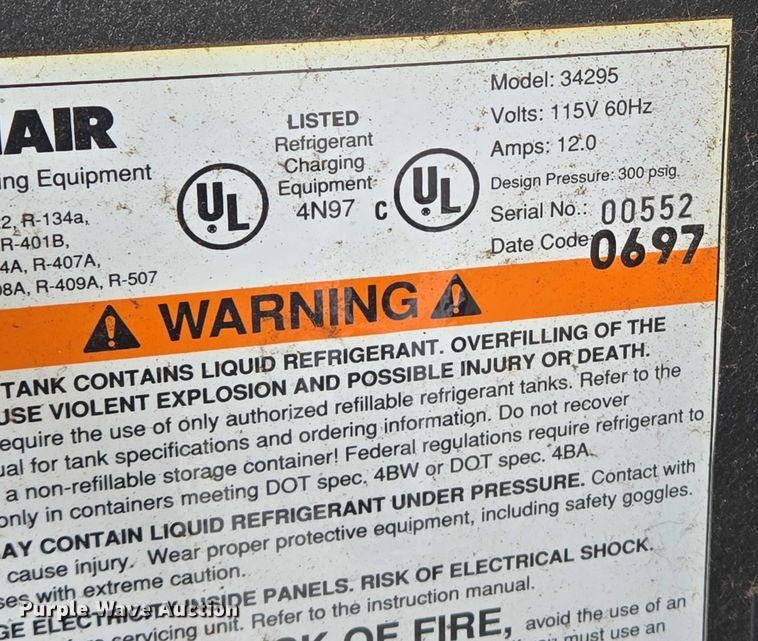 Model: 34295
Volts: 115V 60Hz
Amps: 12.0
Design Pressure: 300 psig
Serial No.: 00552
Date Code 0697
LISTED
Refrigerant
Charging
Equipment
4N97
UL
C UL
AIR
ing Equipment
2, R-134a,
R-401B,
4A, R-407A,
08A, R-409A, R-507
WARNING
TANK CONTAINS LIQUID REFRIGERANT. OVERFILLING OF THE
USE VIOLENT EXPLOSION AND POSSIBLE INJURY OR DEATH.
equire the use of only authorized refillable refrigerant tanks. Refer to the
ual for tank specifications and ordering information. Do not recover
a non-refillable storage container! Federal regulations require refrigerant to
only in containers meeting DOT spec. 4BW or DOT spec. 4BA
AY CONTAIN LIQUID REFRIGERANT UNDER PRESSURE. Contact with
cause injury. Wear proper protective equipment, including safety goggles.
ses with extreme caution.
GE ELECTRICITY INSIDE PANELS. RISK OF ELECTRICAL SHOCK.
servicing unit. Refer to the instruction manual.
OF FIRE, avoid the use of an
must use an
Purple Wave Auction